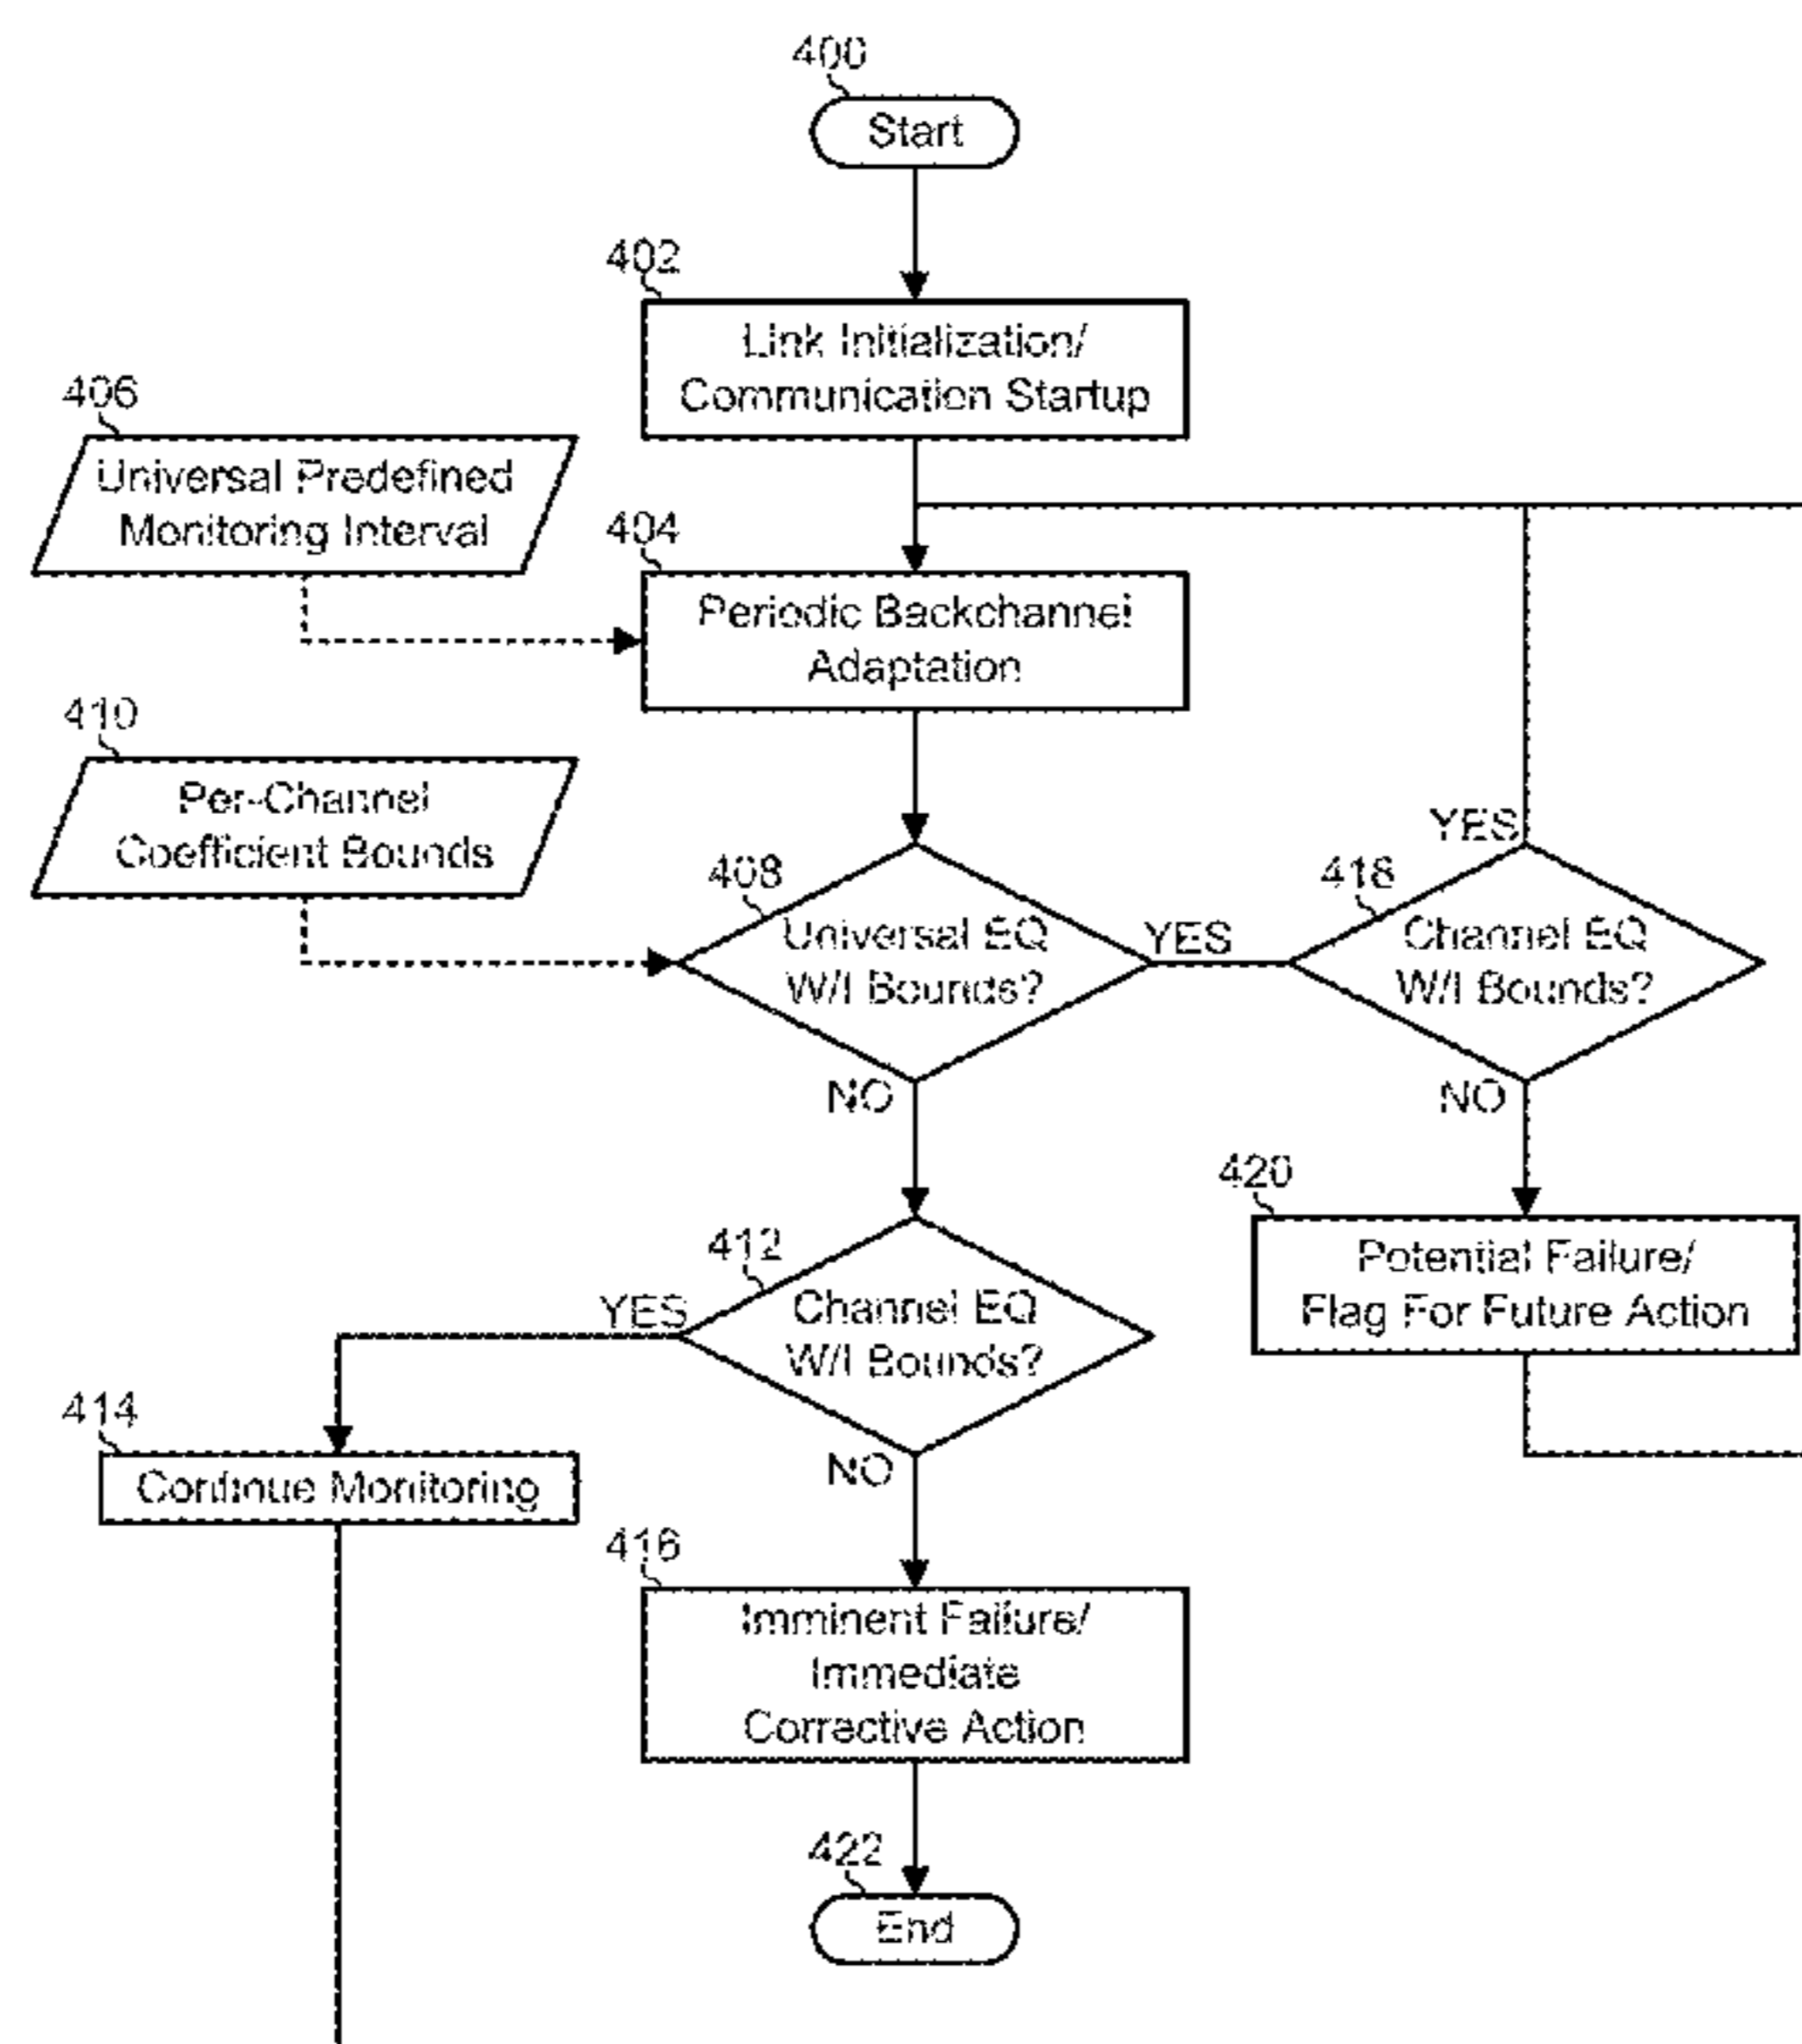 400
Start
402
Link Initialization/
Communication Startup
406
Universal Predefined
Monitoring Interval
404
Periodic Backchannel
Adaptation
410
Per-Channel
Coefficient Bounds
408
Universal EQ
W/I Bounds?
YES
NO
418
Channel EQ
W/I Bounds?
YES
NO
420
Potential Failure/
Flag For Future Action
412
Channel EQ
W/I Bounds?
YES
NO
414
Continue Monitoring
416
Imminent Failure/
Immediate
Corrective Action
422
End